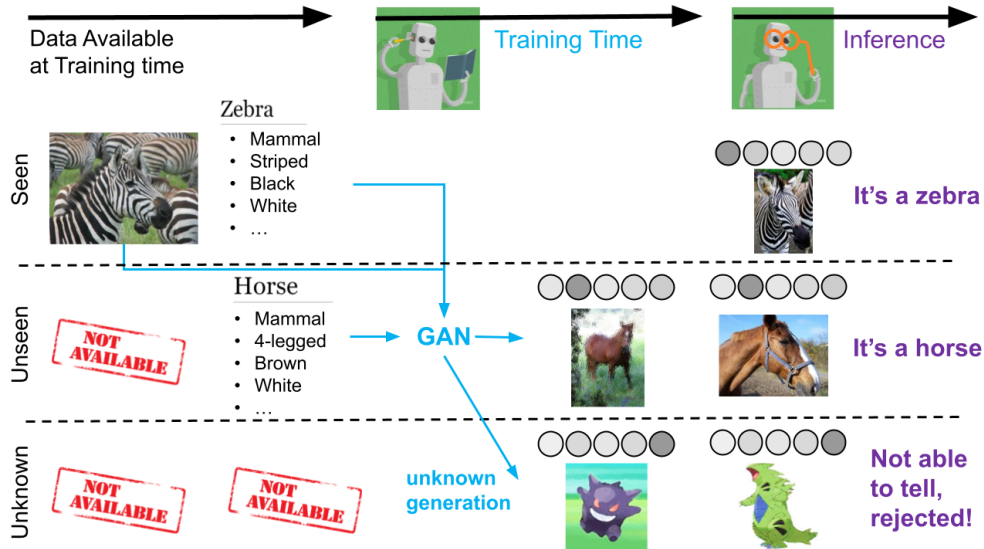 Data Available
at Training time
Training Time
Inference
Seen
Zebra
• Mammal
• Striped
• Black
• White
• …
It's a zebra
Unseen
NOT
AVAILABLE
Horse
• Mammal
• 4-legged
• Brown
• White
• …
GAN
It's a horse
Unknown
NOT
AVAILABLE
NOT
AVAILABLE
unknown
generation
Not able
to tell,
rejected!